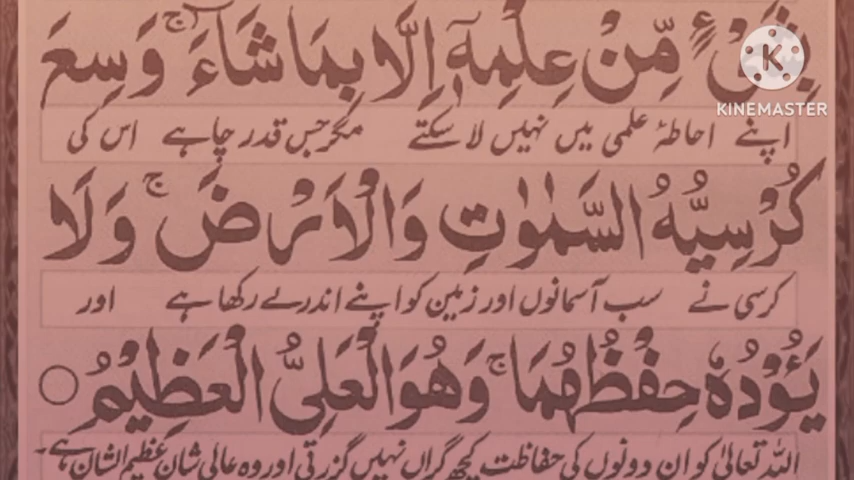 بِشَىْءٍ مِّنْ عِلْمِهٖٓ اِلَّا بِمَا شَآءَ ۚ وَسِعَ
KINEMASTER
اپنے احاطۂ علمی میں نہیں لا سکتے مگر جس قدر چاہے اس کی
كُرْسِيُّهُ السَّمٰوٰتِ وَالْاَرْضَ ۚ وَلَا
کرسی نے سب آسمانوں اور زمین کو اپنے اندر لے رکھا ہے اور
يَـُٔوْدُهٗ حِفْظُهُمَا ۚ وَهُوَ الْعَلِىُّ الْعَظِيْمُ ○
اللہ تعالیٰ کو ان دونوں کی حفاظت کچھ گراں نہیں گزرتی اور وہ عالی شان عظیم الشان ہے۔